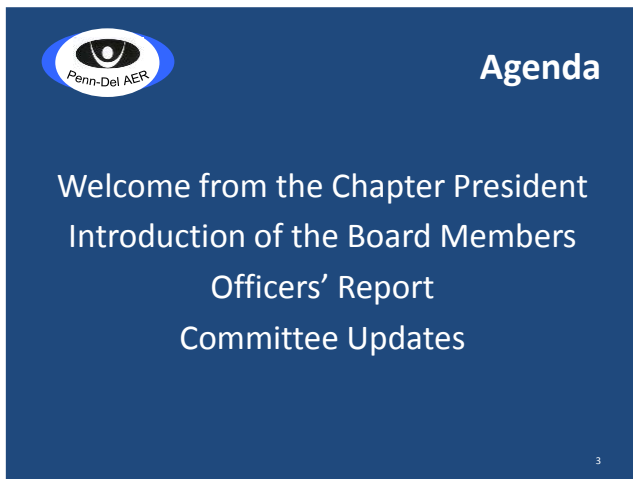 Penn-Del AER
Agenda
Welcome from the Chapter President
Introduction of the Board Members
Officers’ Report
Committee Updates
3